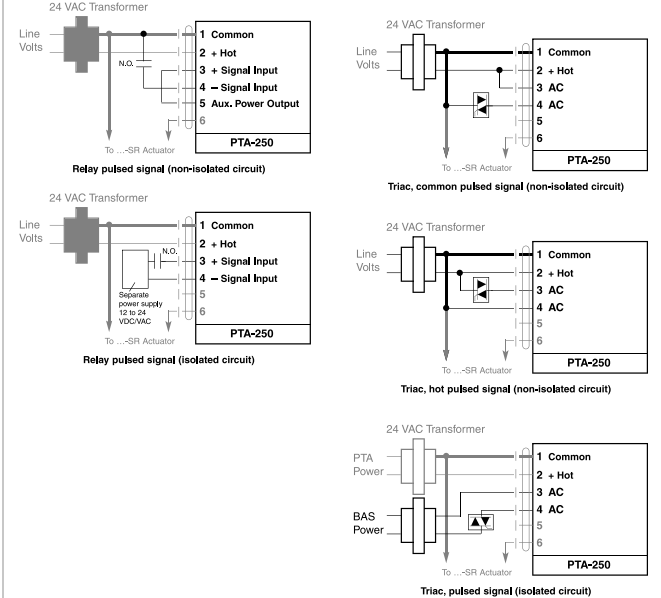 24 VAC Transformer
Line
Volts
N.O.
1 Common
2 + Hot
3 + Signal Input
4 – Signal Input
5 Aux. Power Output
6
To ...-SR Actuator
PTA-250
Relay pulsed signal (non-isolated circuit)
24 VAC Transformer
Line
Volts
N.O.
1 Common
2 + Hot
3 + Signal Input
4 – Signal Input
5
6
Separate
power supply
12 to 24
VDC/VAC
To ...-SR Actuator
PTA-250
Relay pulsed signal (isolated circuit)
24 VAC Transformer
Line
Volts
1 Common
2 + Hot
3 AC
4 AC
5
6
To ...-SR Actuator
PTA-250
Triac, common pulsed signal (non-isolated circuit)
24 VAC Transformer
Line
Volts
1 Common
2 + Hot
3 AC
4 AC
5
6
To ...-SR Actuator
PTA-250
Triac, hot pulsed signal (non-isolated circuit)
24 VAC Transformer
PTA
Power
BAS
Power
1 Common
2 + Hot
3 AC
4 AC
5
6
To ...-SR Actuator
PTA-250
Triac, pulsed signal (isolated circuit)